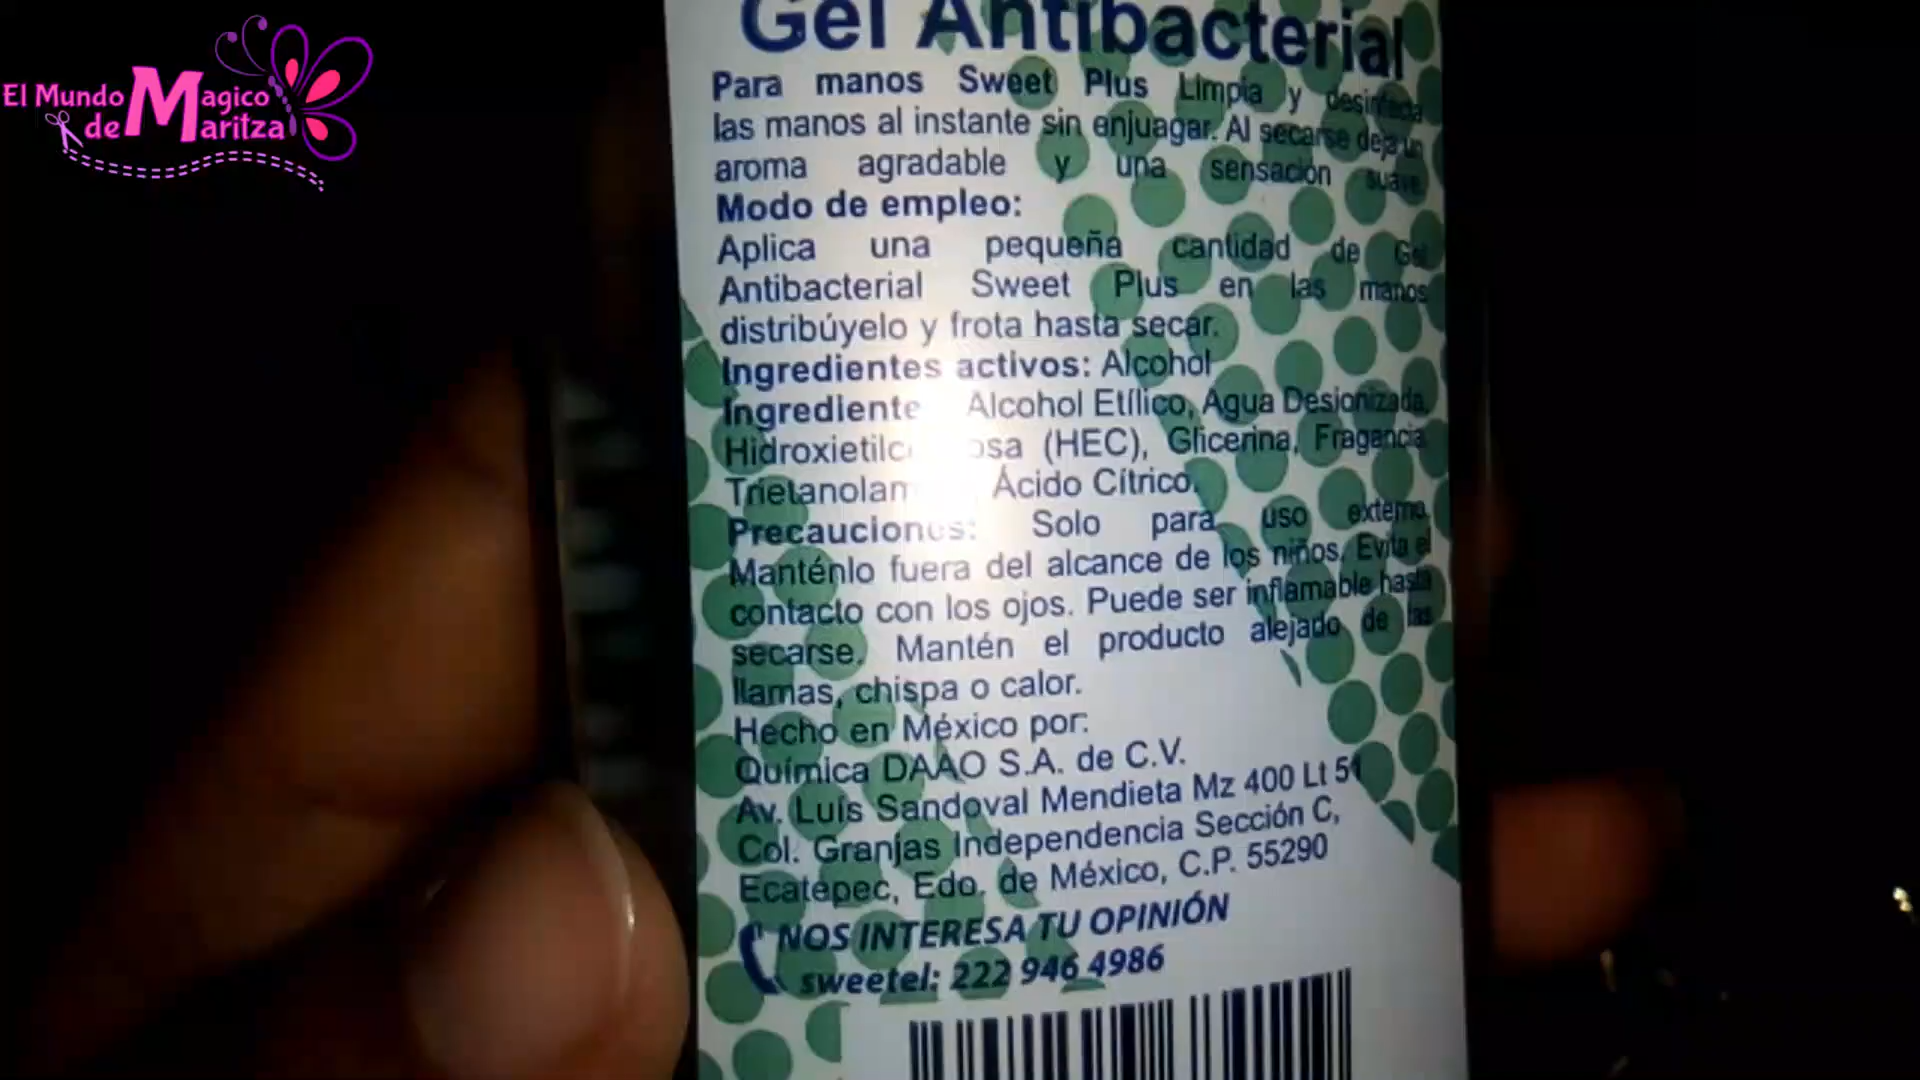 El Mundo Magico
de Maritza
Gel Antibacterial
Para manos Sweet Plus Limpia y desinfecta
las manos al instante sin enjuagar. Al secarse deja un
aroma agradable y una sensación suave
Modo de empleo:
Aplica una pequeña cantidad de Gel
Antibacterial Sweet Plus en las manos
distribúyelo y frota hasta secar.
Ingredientes activos: Alcohol
Ingrediente Alcohol Etílico, Agua Desionizada,
(HEC), Glicerina, Fragancia
Ácido Cítrico.
Precauciones: Solo para uso externo.
Manténlo fuera del alcance de los niños. Evita el
contacto con los ojos. Puede ser inflamable hasta
secarse. Mantén el producto alejado de las
llamas, chispa o calor.
Hecho en México por:
Química DAAO S.A. de C.V.
Av. Luis Sandoval Mendieta Mz 400 Lt 51
Col. Granjas Independencia Sección C,
Ecatepec, Edo. de México, C.P. 55290
NOS INTERESA TU OPINIÓN
sweetel: 222 946 4986